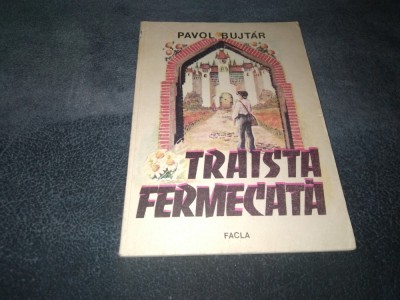 PAVOL BUJTÁR
TRAISTA
FERMECATĂ
FACLA